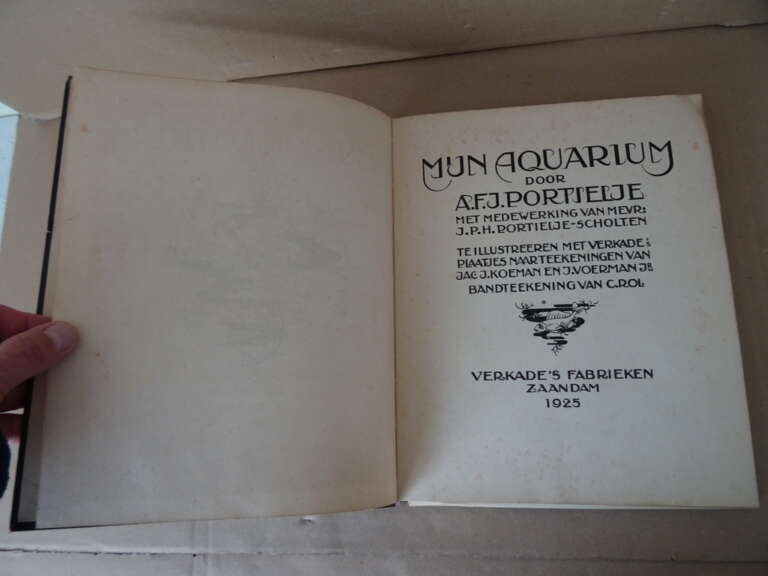 MIJN AQUARIUM
DOOR
A.F.J. PORTIELJE
MET MEDEWERKING VAN MEVR:
J.P.H. PORTIELJE-SCHOLTEN
TE ILLUSTREEREN MET VERKADE'S
PLAATJES NAAR TEEKENINGEN VAN
JAC. J. KOEMAN EN J. VOERMAN JR
BANDTEEKENING VAN C. ROL
VERKADE'S FABRIEKEN
ZAANDAM
1925